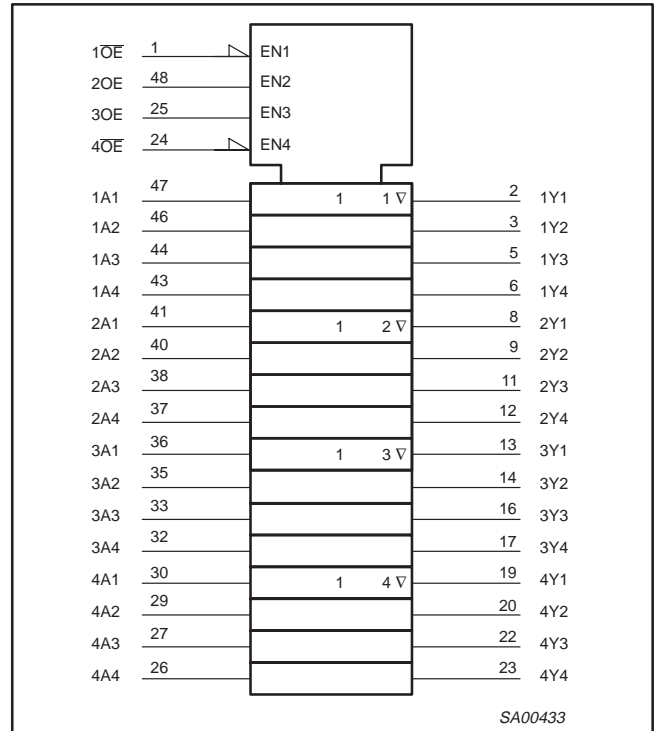 1O̅E̅ 1 EN1
2OE 48 EN2
3OE 25 EN3
4O̅E̅ 24 EN4
1A1 47 1 1 ∇ 2 1Y1
1A2 46 3 1Y2
1A3 44 5 1Y3
1A4 43 6 1Y4
2A1 41 1 2 ∇ 8 2Y1
2A2 40 9 2Y2
2A3 38 11 2Y3
2A4 37 12 2Y4
3A1 36 1 3 ∇ 13 3Y1
3A2 35 14 3Y2
3A3 33 16 3Y3
3A4 32 17 3Y4
4A1 30 1 4 ∇ 19 4Y1
4A2 29 20 4Y2
4A3 27 22 4Y3
4A4 26 23 4Y4
SA00433